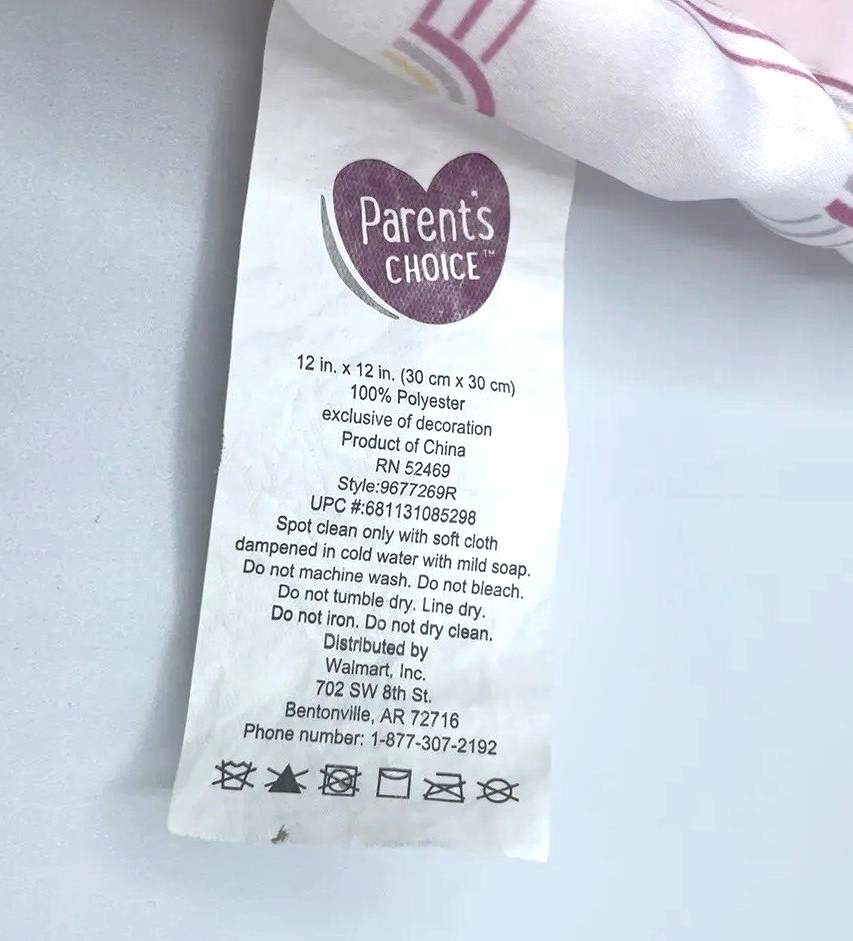 Parent's
CHOICE™
12 in. x 12 in. (30 cm x 30 cm)
100% Polyester
exclusive of decoration
Product of China
RN 52469
Style:9677269R
UPC #:681131085298
Spot clean only with soft cloth
dampened in cold water with mild soap.
Do not machine wash. Do not bleach.
Do not tumble dry. Line dry.
Do not iron. Do not dry clean.
Distributed by
Walmart, Inc.
702 SW 8th St.
Bentonville, AR 72716
Phone number: 1-877-307-2192